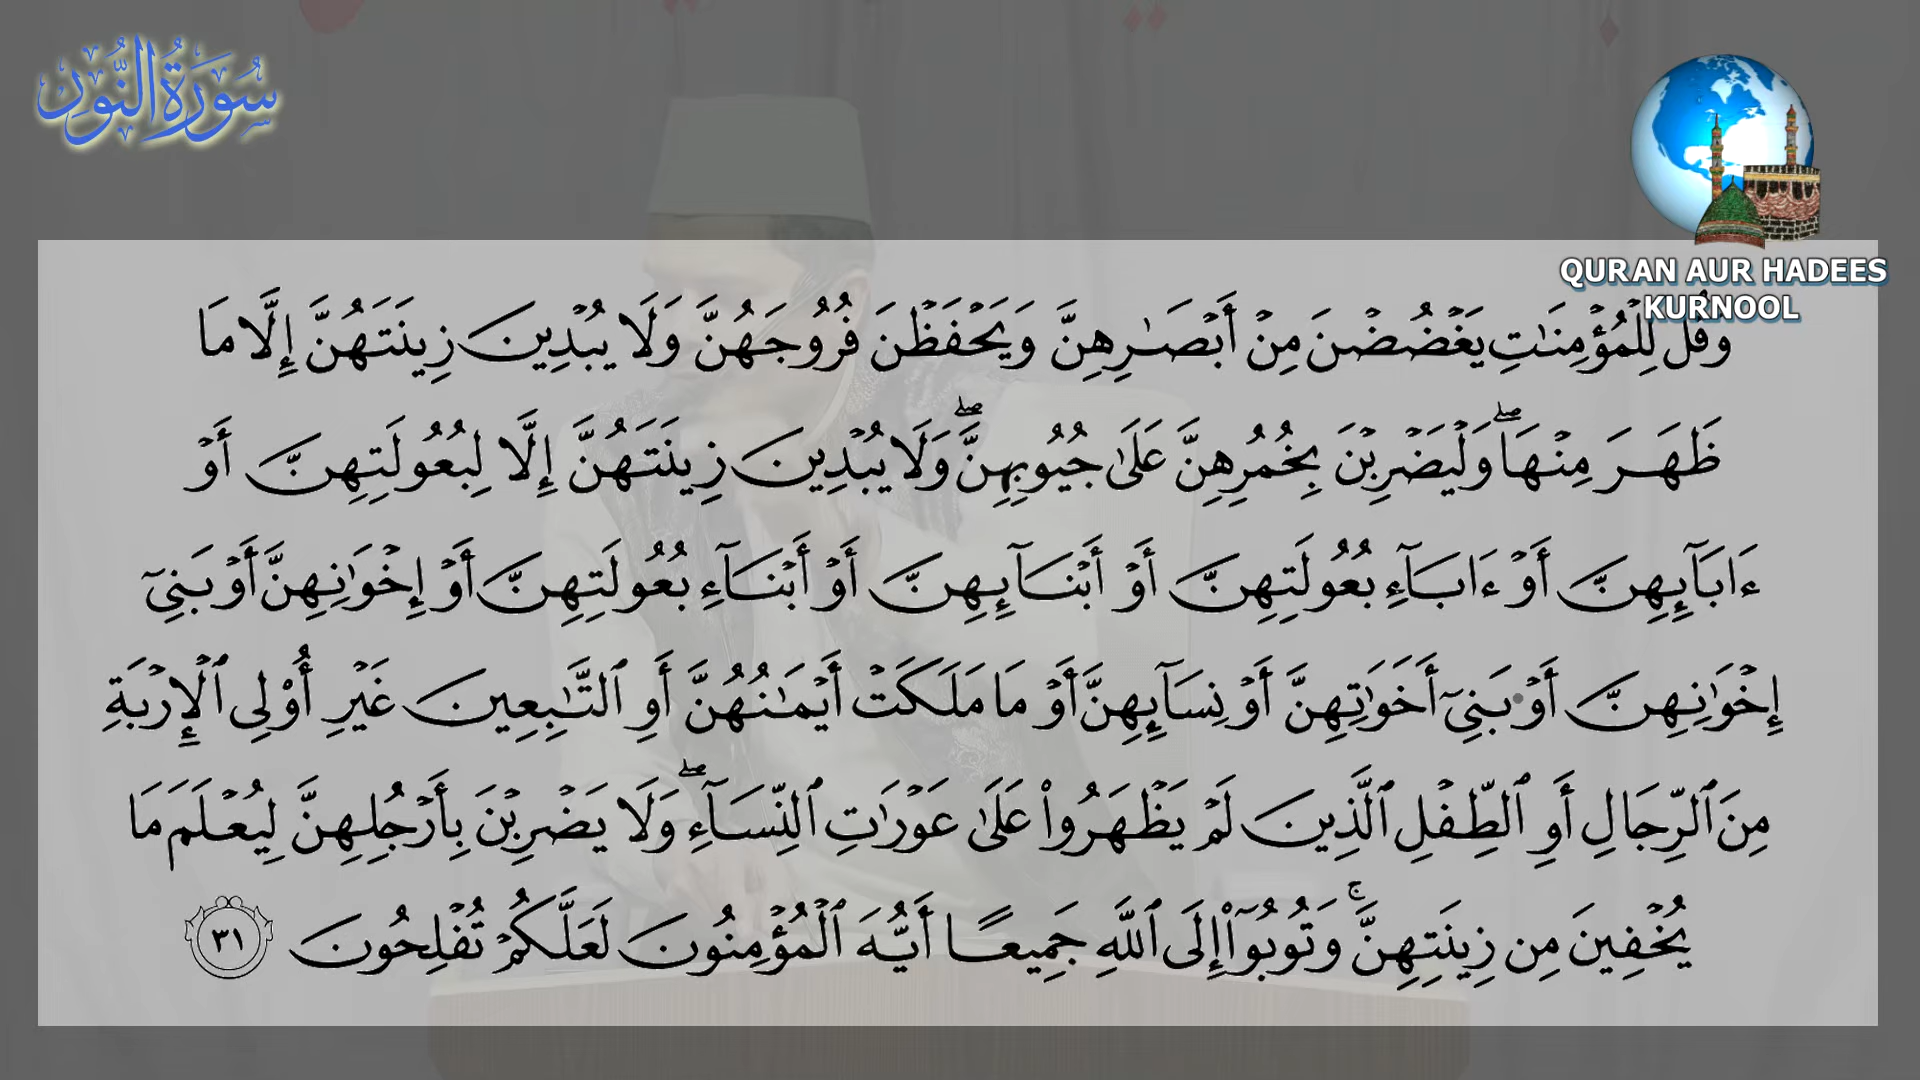 سُورَةُ النُّورِ
QURAN AUR HADEES
KURNOOL
وَقُل لِّلْمُؤْمِنَٰتِ يَغْضُضْنَ مِنْ أَبْصَٰرِهِنَّ وَيَحْفَظْنَ فُرُوجَهُنَّ وَلَا يُبْدِينَ زِينَتَهُنَّ إِلَّا مَا
ظَهَرَ مِنْهَا ۖ وَلْيَضْرِبْنَ بِخُمُرِهِنَّ عَلَىٰ جُيُوبِهِنَّ ۖ وَلَا يُبْدِينَ زِينَتَهُنَّ إِلَّا لِبُعُولَتِهِنَّ أَوْ
ءَابَآئِهِنَّ أَوْ ءَابَآءِ بُعُولَتِهِنَّ أَوْ أَبْنَآئِهِنَّ أَوْ أَبْنَآءِ بُعُولَتِهِنَّ أَوْ إِخْوَٰنِهِنَّ أَوْ بَنِىٓ
إِخْوَٰنِهِنَّ أَوْ بَنِىٓ أَخَوَٰتِهِنَّ أَوْ نِسَآئِهِنَّ أَوْ مَا مَلَكَتْ أَيْمَٰنُهُنَّ أَوِ ٱلتَّٰبِعِينَ غَيْرِ أُو۟لِى ٱلْإِرْبَةِ
مِنَ ٱلرِّجَالِ أَوِ ٱلطِّفْلِ ٱلَّذِينَ لَمْ يَظْهَرُوا۟ عَلَىٰ عَوْرَٰتِ ٱلنِّسَآءِ ۖ وَلَا يَضْرِبْنَ بِأَرْجُلِهِنَّ لِيُعْلَمَ مَا
يُخْفِينَ مِن زِينَتِهِنَّ ۚ وَتُوبُوٓا۟ إِلَى ٱللَّهِ جَمِيعًا أَيُّهَ ٱلْمُؤْمِنُونَ لَعَلَّكُمْ تُفْلِحُونَ ٣١